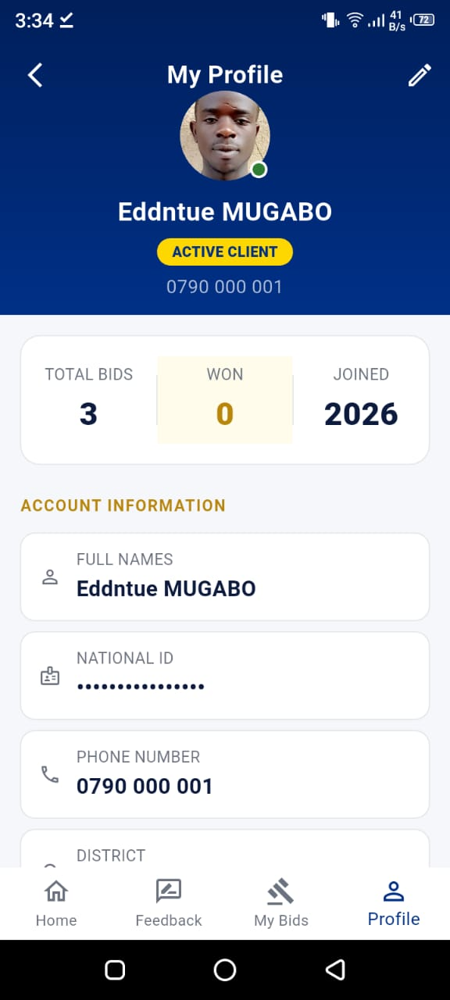 3:34
41
B/s
72
My Profile
Eddntue MUGABO
ACTIVE CLIENT
0790 000 001
TOTAL BIDS
WON
JOINED
3
0
2026
ACCOUNT INFORMATION
FULL NAMES
Eddntue MUGABO
NATIONAL ID
••••••••••••••••
PHONE NUMBER
0790 000 001
DISTRICT
Home
Feedback
My Bids
Profile